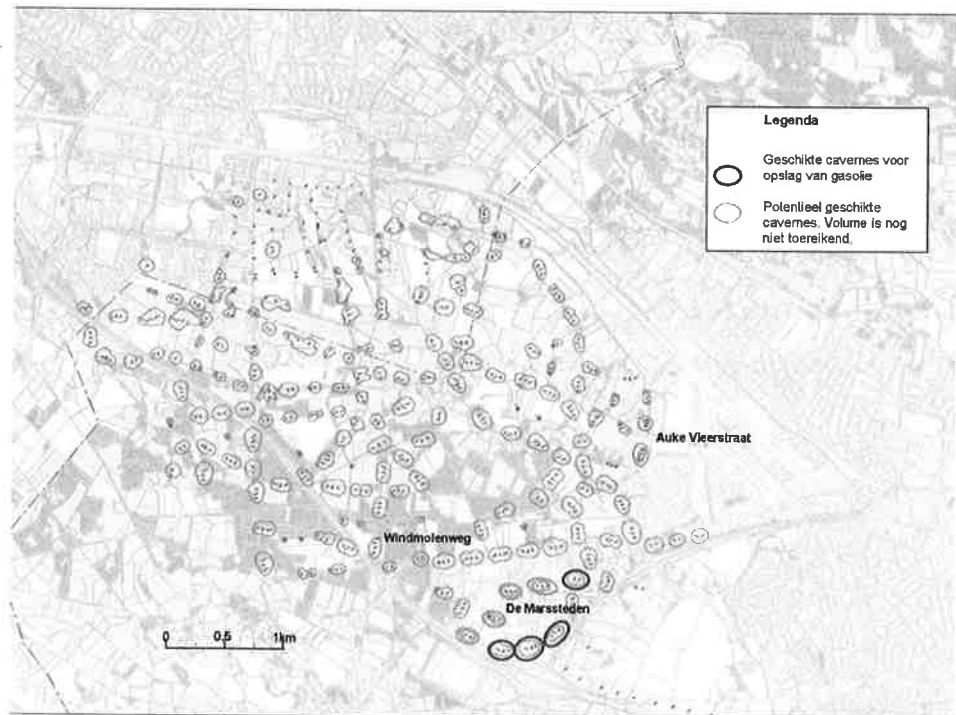 Legenda
Geschikte cavernes voor
opslag van gasolie
Potentieel geschikte
cavernes. Volume is nog
niet toereikend.
Auke Vleerstraat
Windmolenweg
De Marssteden
0 0,5 1km